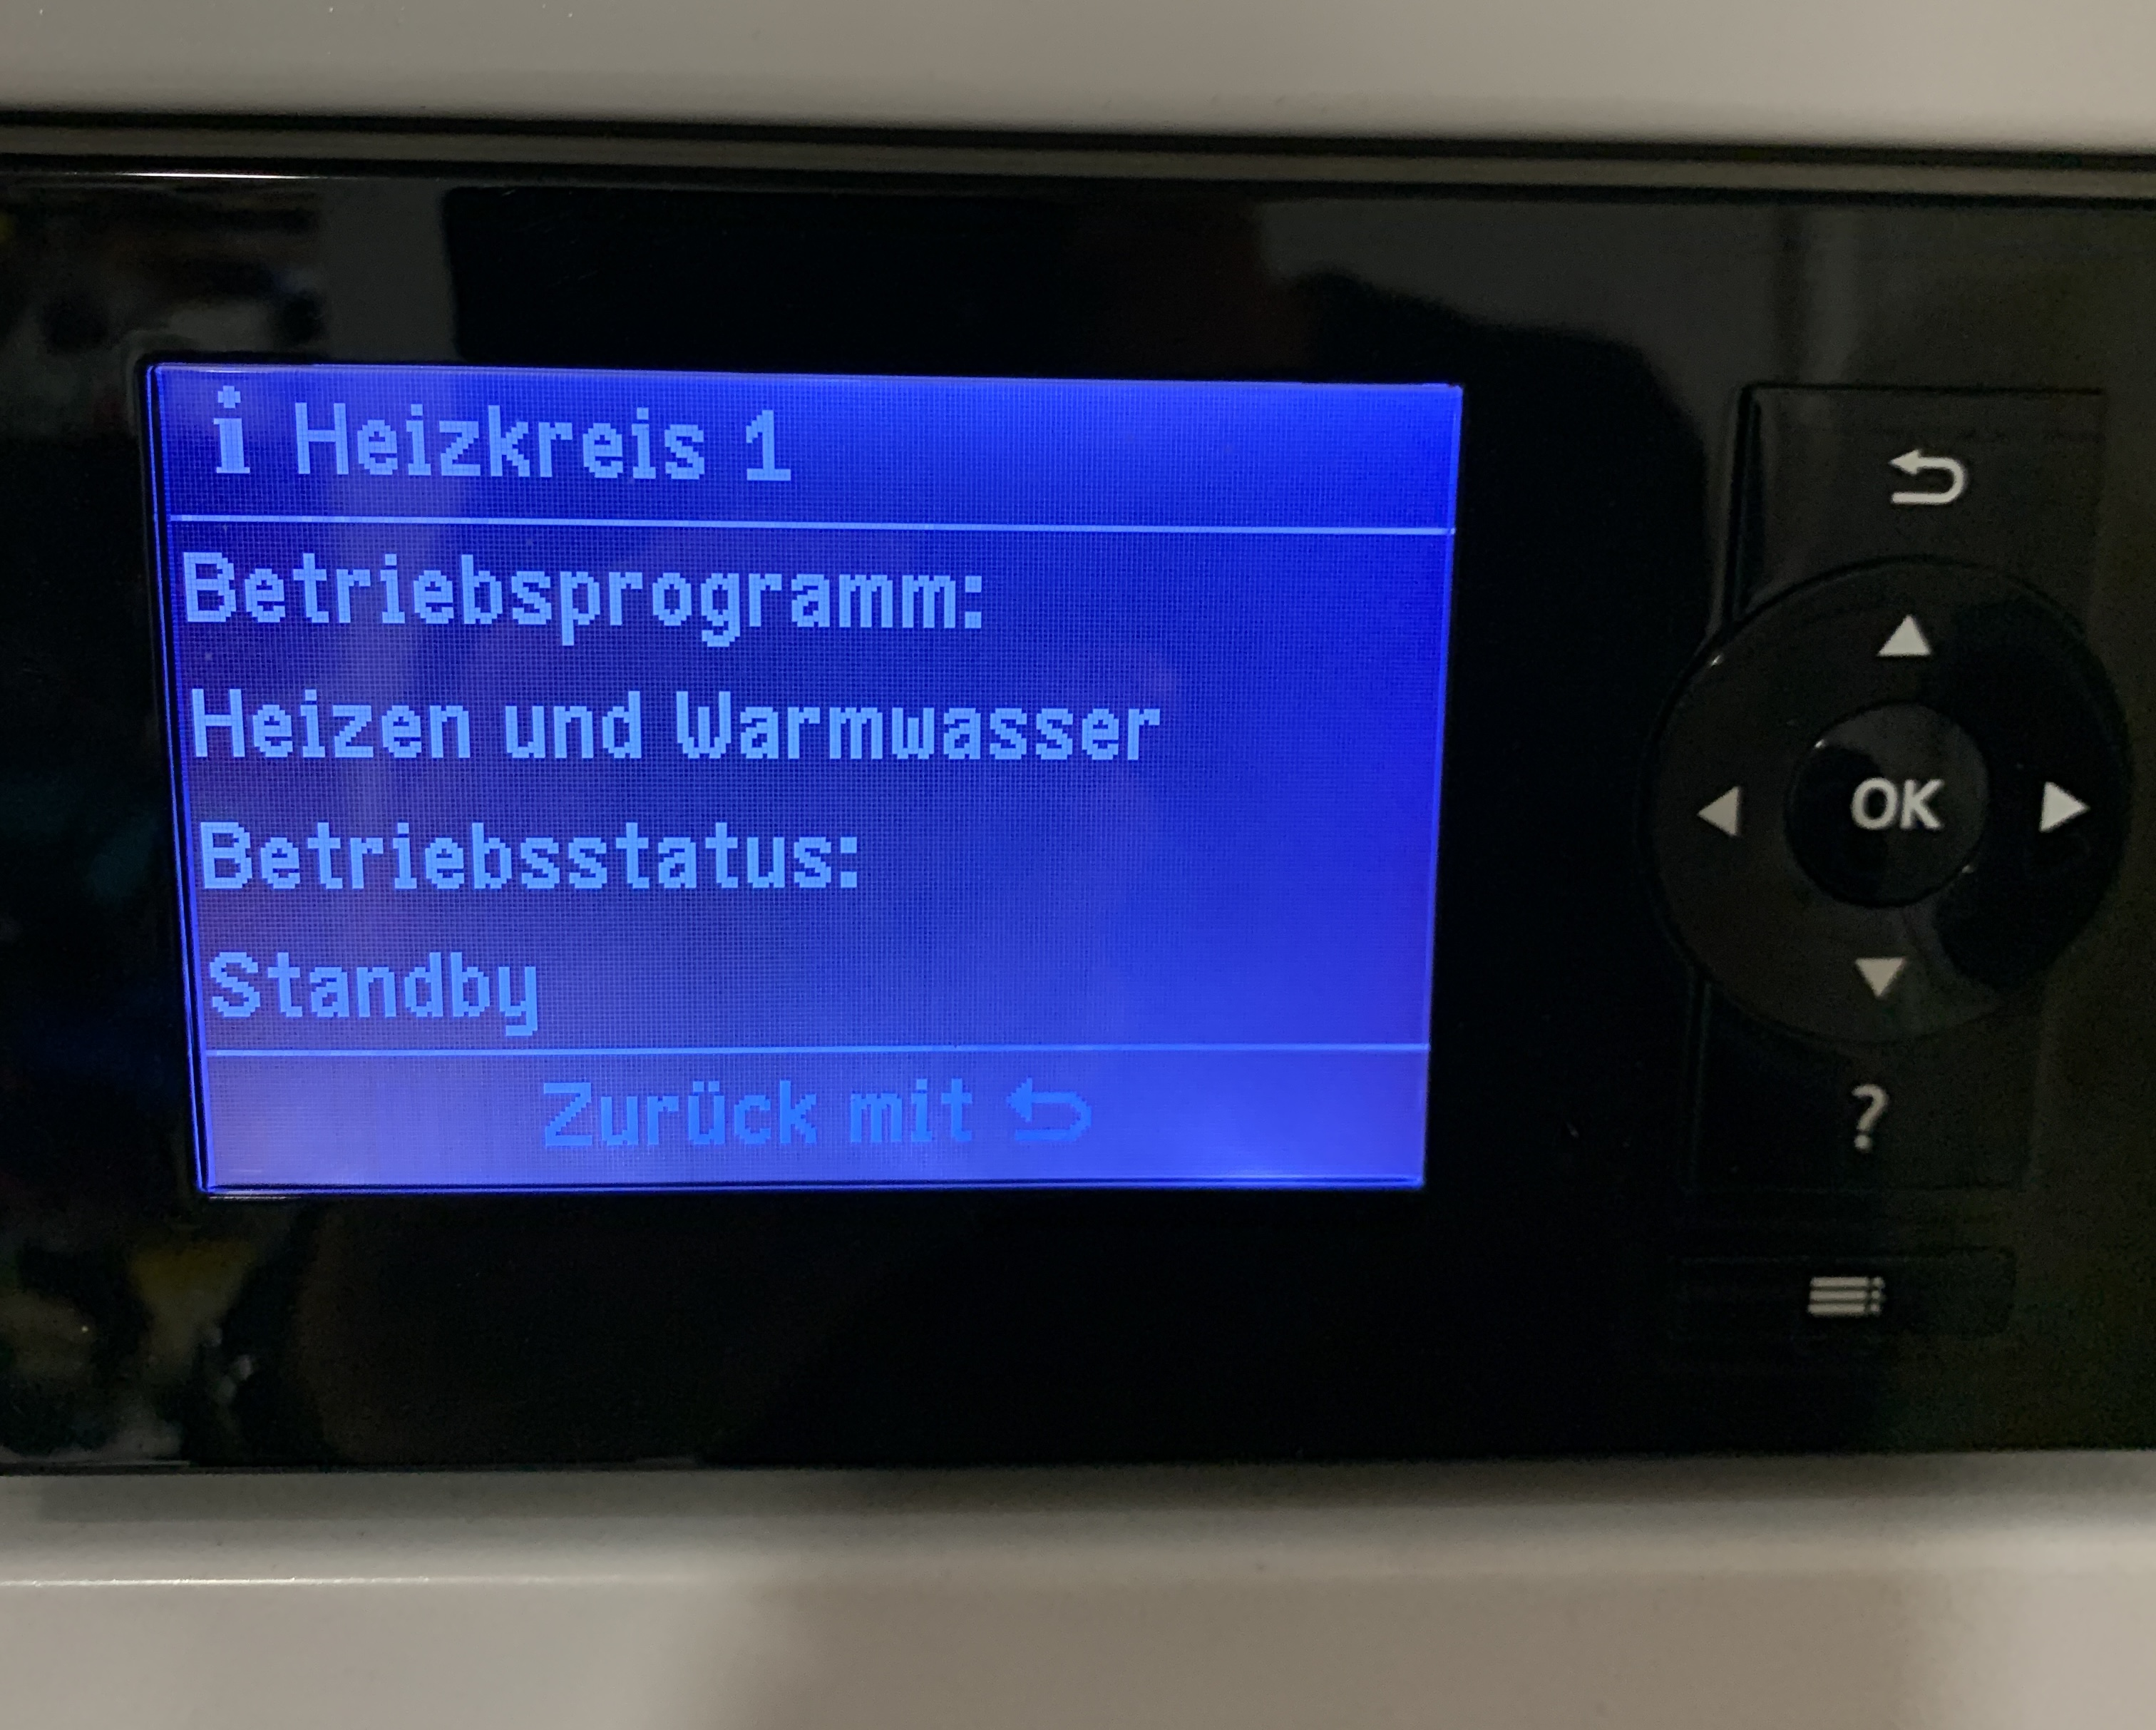 i Heizkreis 1
Betriebsprogramm:
Heizen und Warmwasser
Betriebsstatus:
Standby
Zurück mit
OK
?